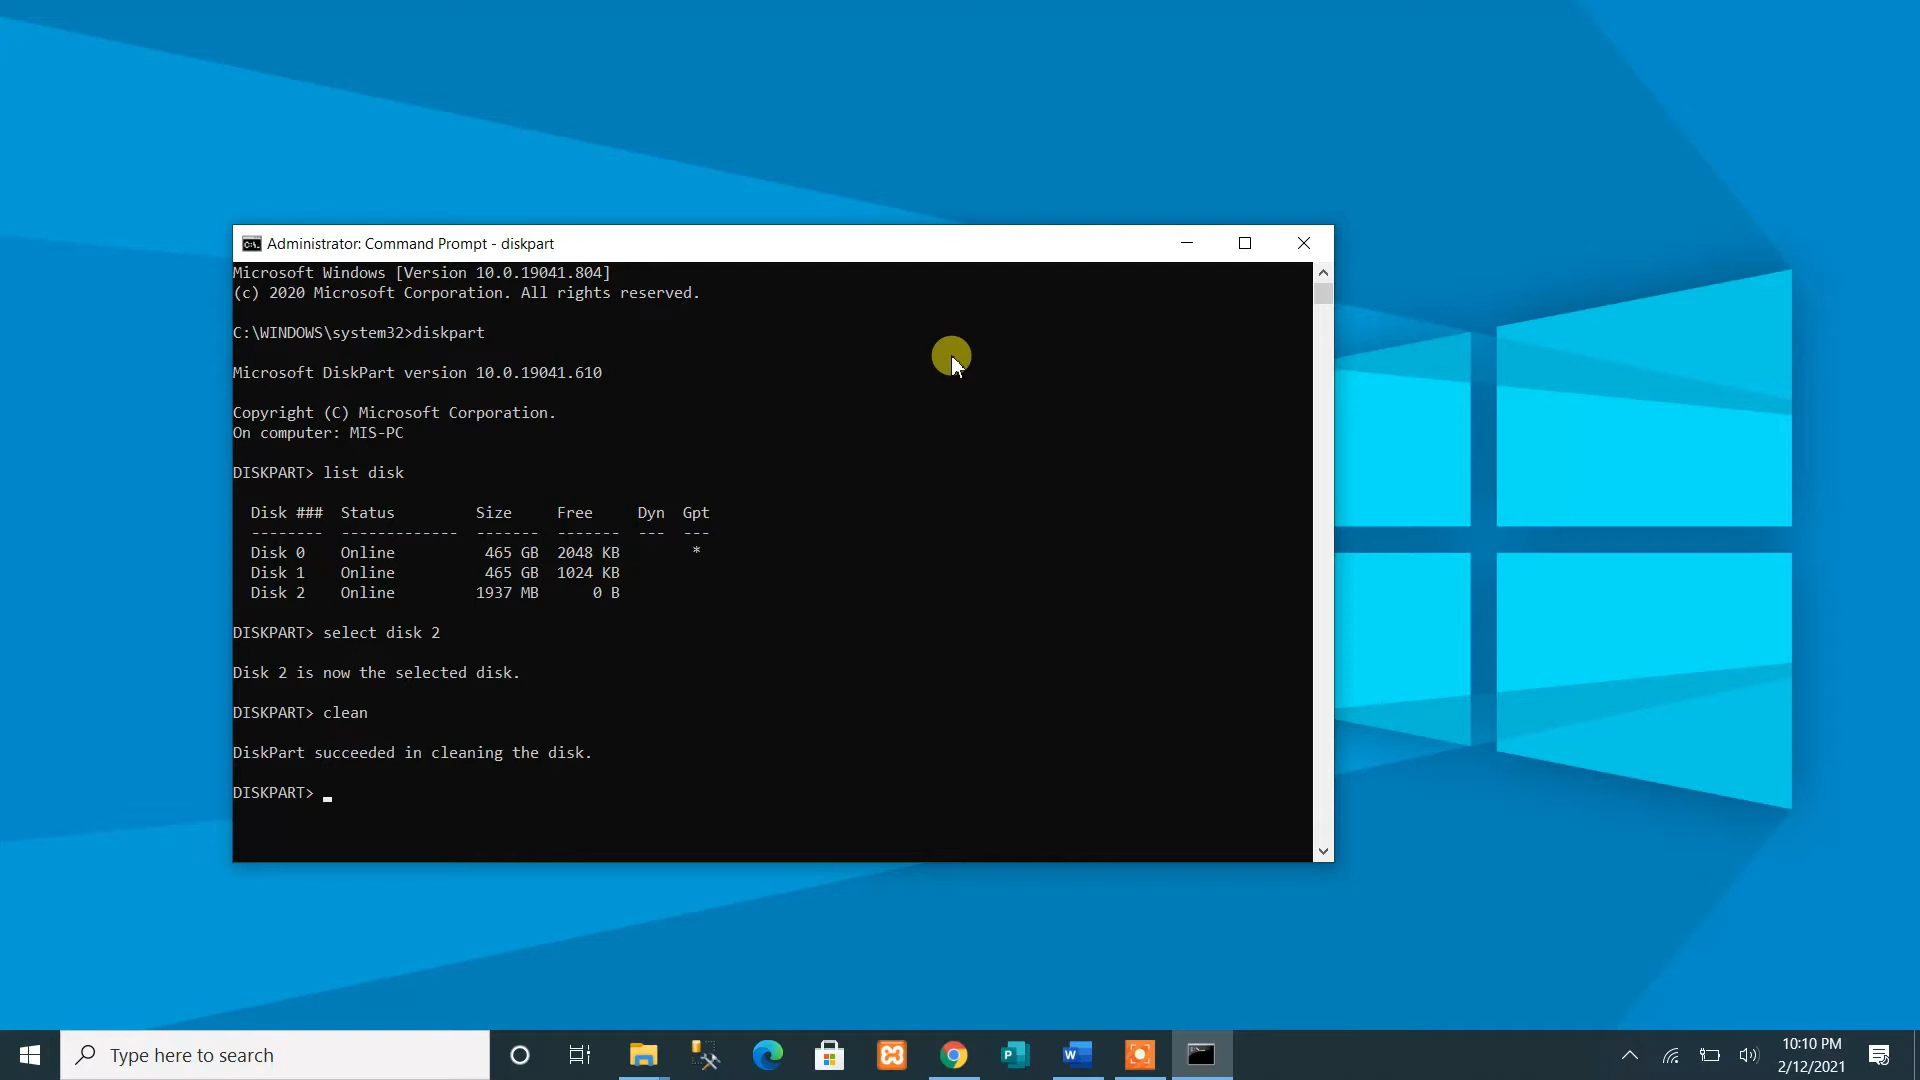 Administrator: Command Prompt - diskpart
Microsoft Windows [Version 10.0.19041.804]
(c) 2020 Microsoft Corporation. All rights reserved.
C:\WINDOWS\system32>diskpart
Microsoft DiskPart version 10.0.19041.610
Copyright (C) Microsoft Corporation.
On computer: MIS-PC
DISKPART> list disk
Disk ###  Status         Size     Free     Dyn  Gpt
--------  -------------  -------  -------  ---  ---
Disk 0    Online          465 GB  2048 KB        *
Disk 1    Online          465 GB  1024 KB
Disk 2    Online         1937 MB      0 B
DISKPART> select disk 2
Disk 2 is now the selected disk.
DISKPART> clean
DiskPart succeeded in cleaning the disk.
DISKPART>
Type here to search
10:10 PM
2/12/2021